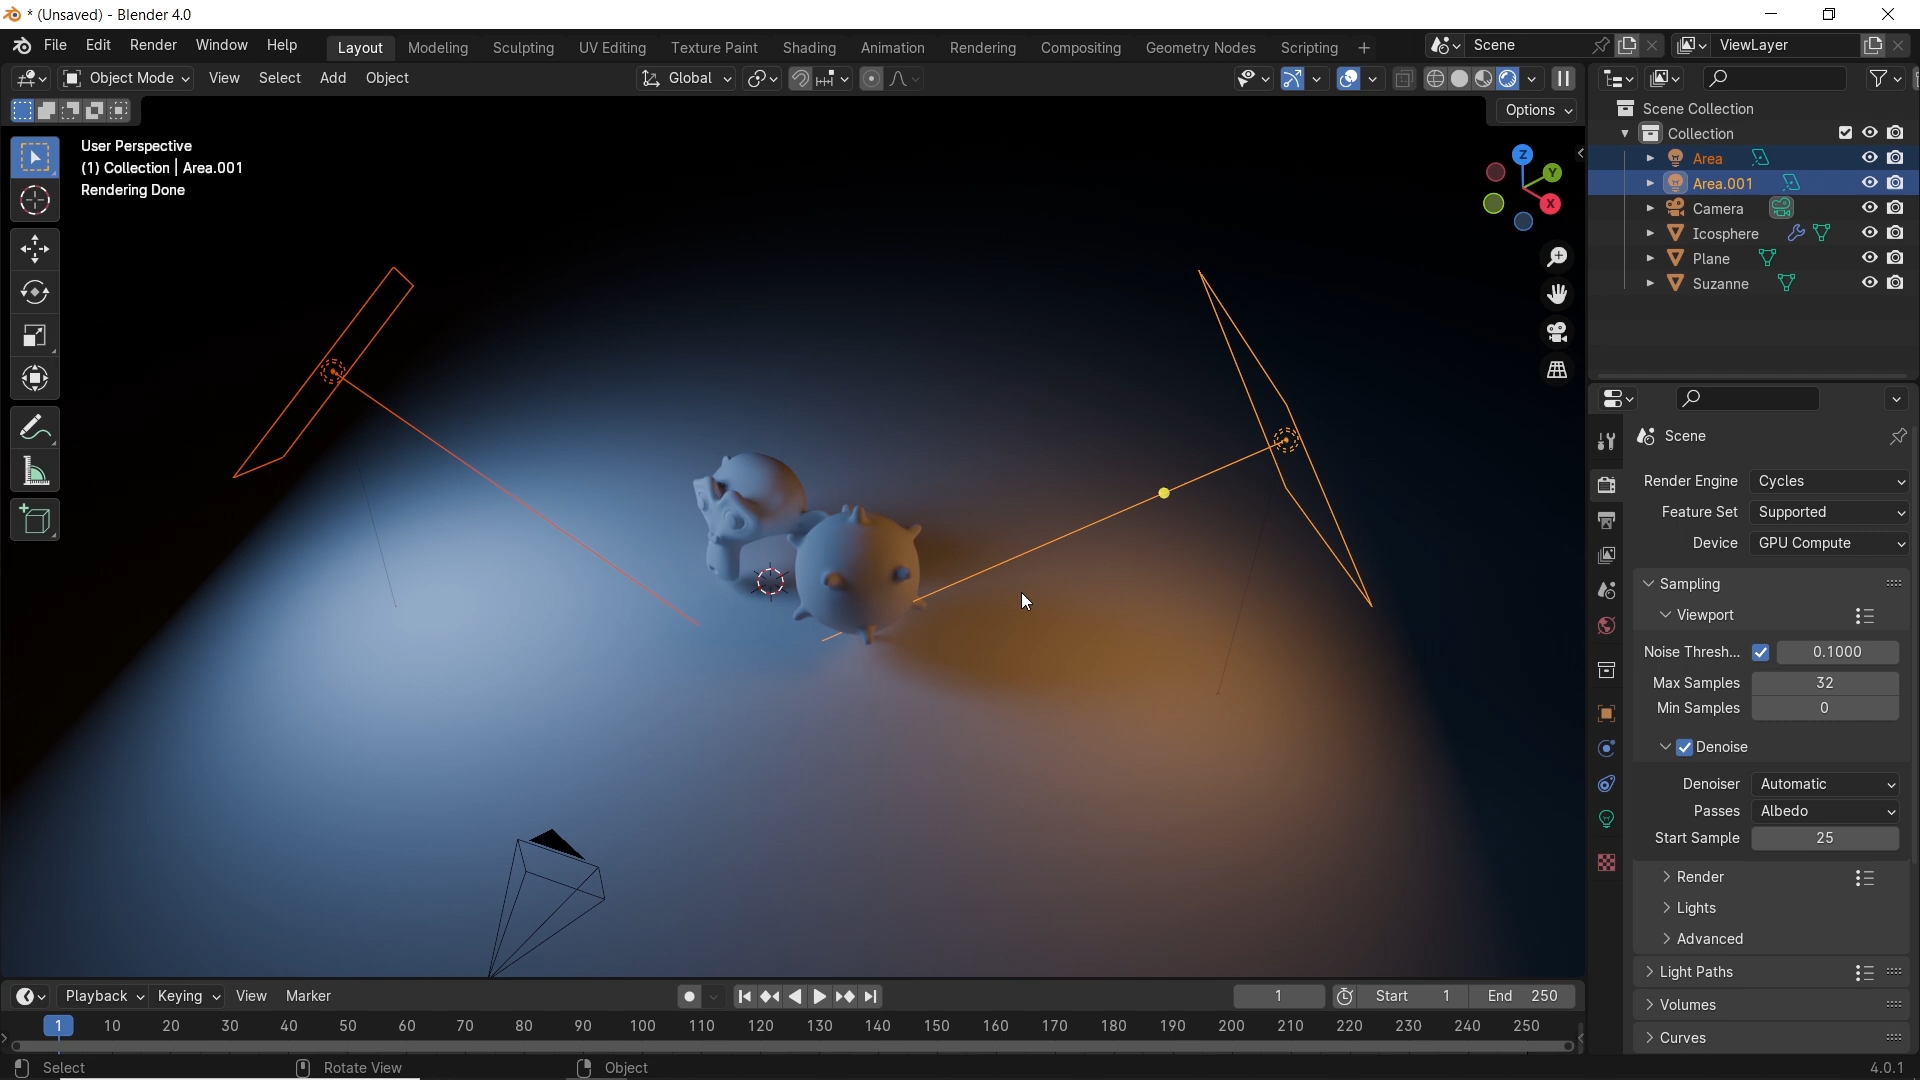 * (Unsaved) - Blender 4.0
File Edit Render Window Help Layout Modeling Sculpting UV Editing Texture Paint Shading Animation Rendering Compositing Geometry Nodes Scripting + Scene ViewLayer
Object Mode View Select Add Object Global
Options
User Perspective
(1) Collection | Area.001
Rendering Done
Z
Y
X
Scene Collection
Collection
Area
Area.001
Camera
Icosphere
Plane
Suzanne
Scene
Render Engine Cycles
Feature Set Supported
Device GPU Compute
Sampling
Viewport
Noise Thresh... 0.1000
Max Samples 32
Min Samples 0
Denoise
Denoiser Automatic
Passes Albedo
Start Sample 25
Render
Lights
Advanced
Light Paths
Volumes
Curves
Playback Keying View Marker 1 Start 1 End 250
1 10 20 30 40 50 60 70 80 90 100 110 120 130 140 150 160 170 180 190 200 210 220 230 240 250
Select Rotate View Object 4.0.1